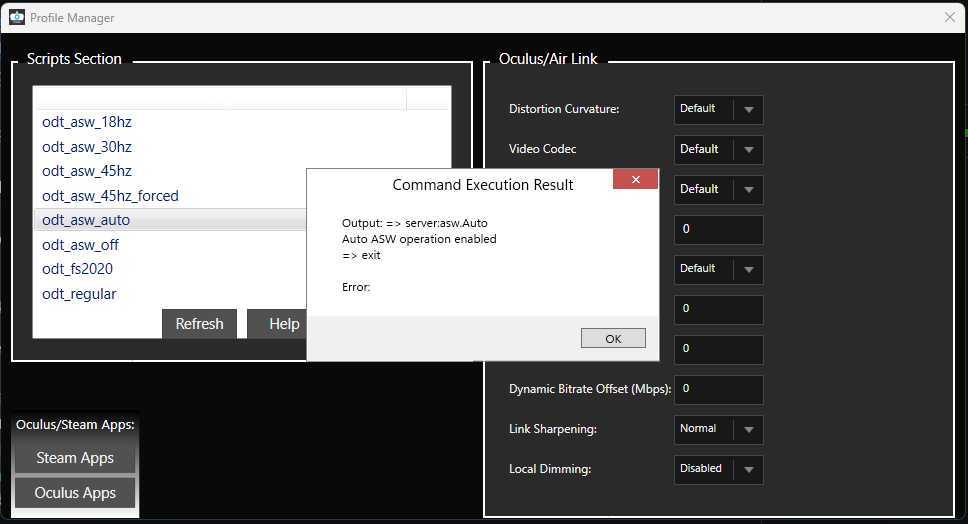 Profile Manager
Scripts Section
odt_asw_18hz
odt_asw_30hz
odt_asw_45hz
odt_asw_45hz_forced
odt_asw_auto
odt_asw_off
odt_fs2020
odt_regular
Refresh
Help
Command Execution Result
Output: => server:asw.Auto
Auto ASW operation enabled
=> exit
Error:
OK
Oculus/Air Link
Distortion Curvature: Default
Video Codec Default
Default
0
Default
0
0
Dynamic Bitrate Offset (Mbps): 0
Link Sharpening: Normal
Local Dimming: Disabled
Oculus/Steam Apps:
Steam Apps
Oculus Apps